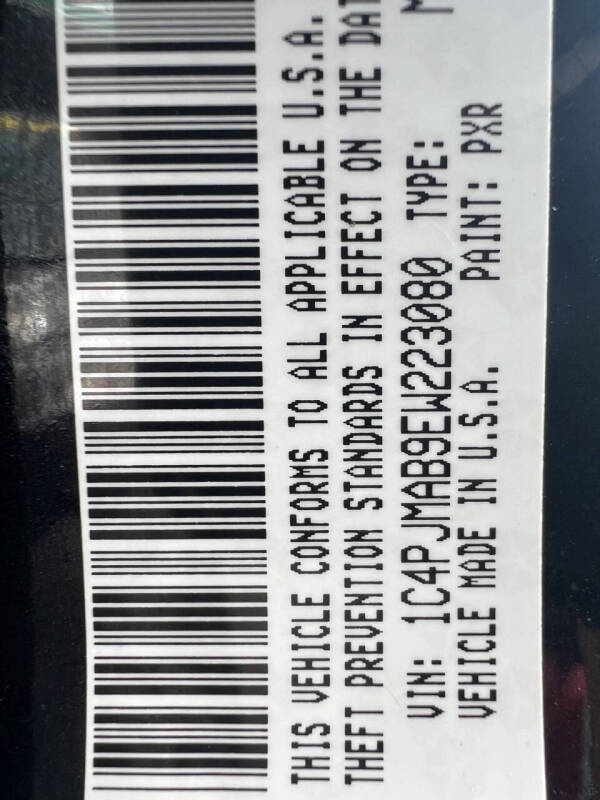 THIS VEHICLE CONFORMS TO ALL APPLICABLE U.S.A.
THEFT PREVENTION STANDARDS IN EFFECT ON THE DAT
VIN: 1C4PJMAB9EW223080 TYPE: M
VEHICLE MADE IN U.S.A. PAINT: PXR